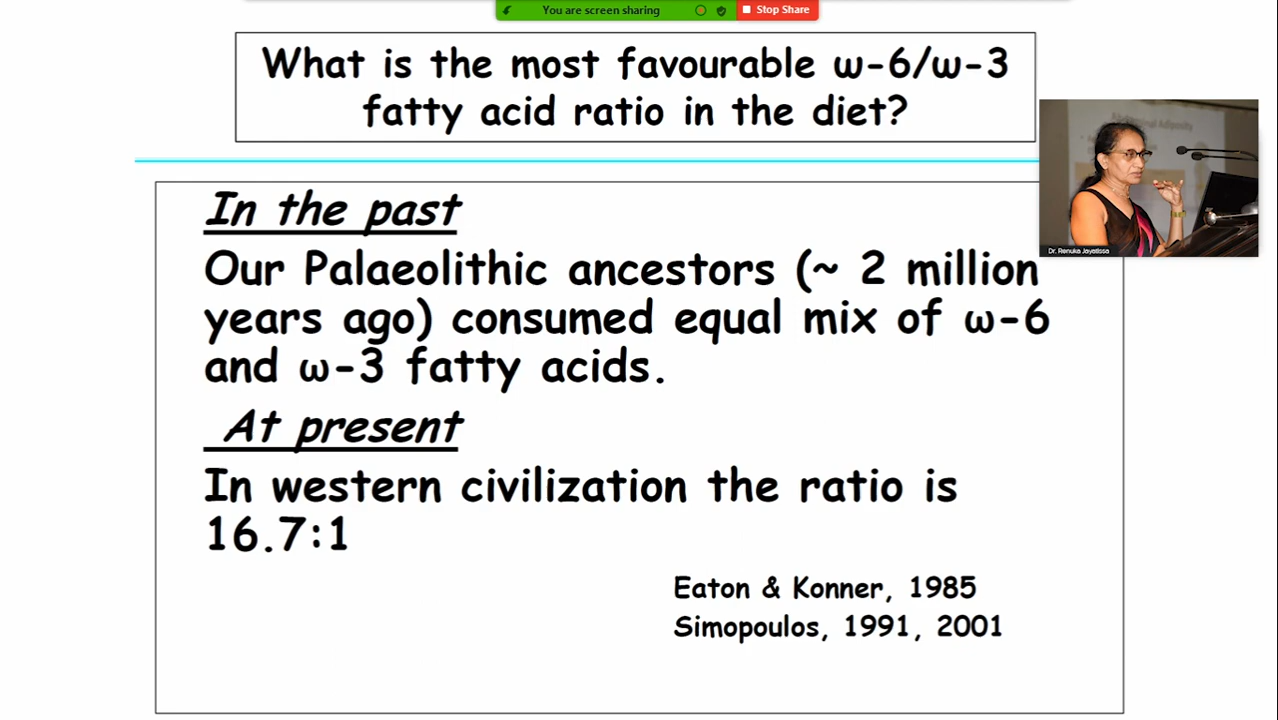 You are screen sharing
Stop Share
What is the most favourable ω-6/ω-3
fatty acid ratio in the diet?
Abdominal Adiposity
Dr. Renuka Jayatissa
In the past
Our Palaeolithic ancestors (~ 2 million
years ago) consumed equal mix of ω-6
and ω-3 fatty acids.
At present
In western civilization the ratio is
16.7:1
Eaton & Konner, 1985
Simopoulos, 1991, 2001